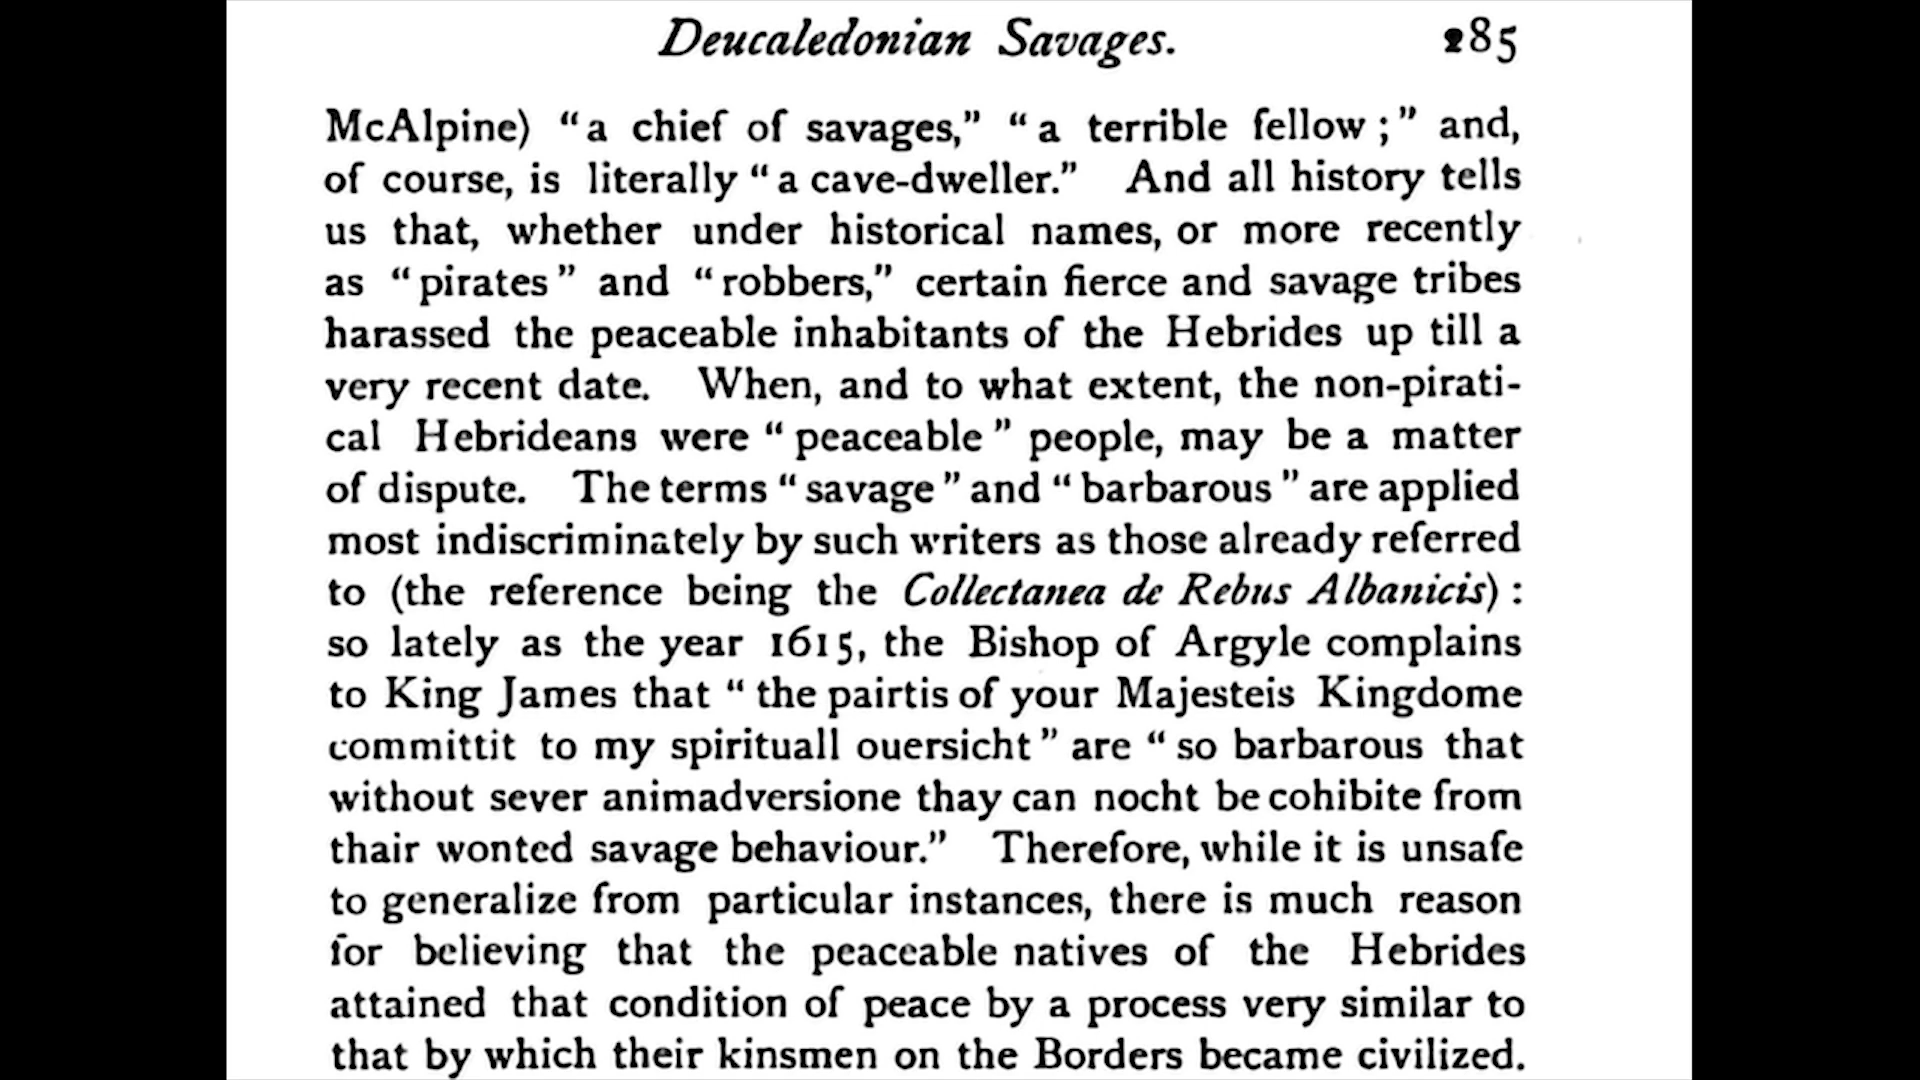 Deucaledonian Savages. 285
McAlpine) “a chief of savages,” “a terrible fellow;” and,
of course, is literally “a cave-dweller.” And all history tells
us that, whether under historical names, or more recently
as “pirates” and “robbers,” certain fierce and savage tribes
harassed the peaceable inhabitants of the Hebrides up till a
very recent date. When, and to what extent, the non-pirati-
cal Hebrideans were “peaceable” people, may be a matter
of dispute. The terms “savage” and “barbarous” are applied
most indiscriminately by such writers as those already referred
to (the reference being the Collectanea de Rebus Albanicis) :
so lately as the year 1615, the Bishop of Argyle complains
to King James that “the pairtis of your Majesteis Kingdome
committit to my spirituall ouersicht” are “so barbarous that
without sever animadversione thay can nocht be cohibite from
thair wonted savage behaviour.” Therefore, while it is unsafe
to generalize from particular instances, there is much reason
for believing that the peaceable natives of the Hebrides
attained that condition of peace by a process very similar to
that by which their kinsmen on the Borders became civilized.